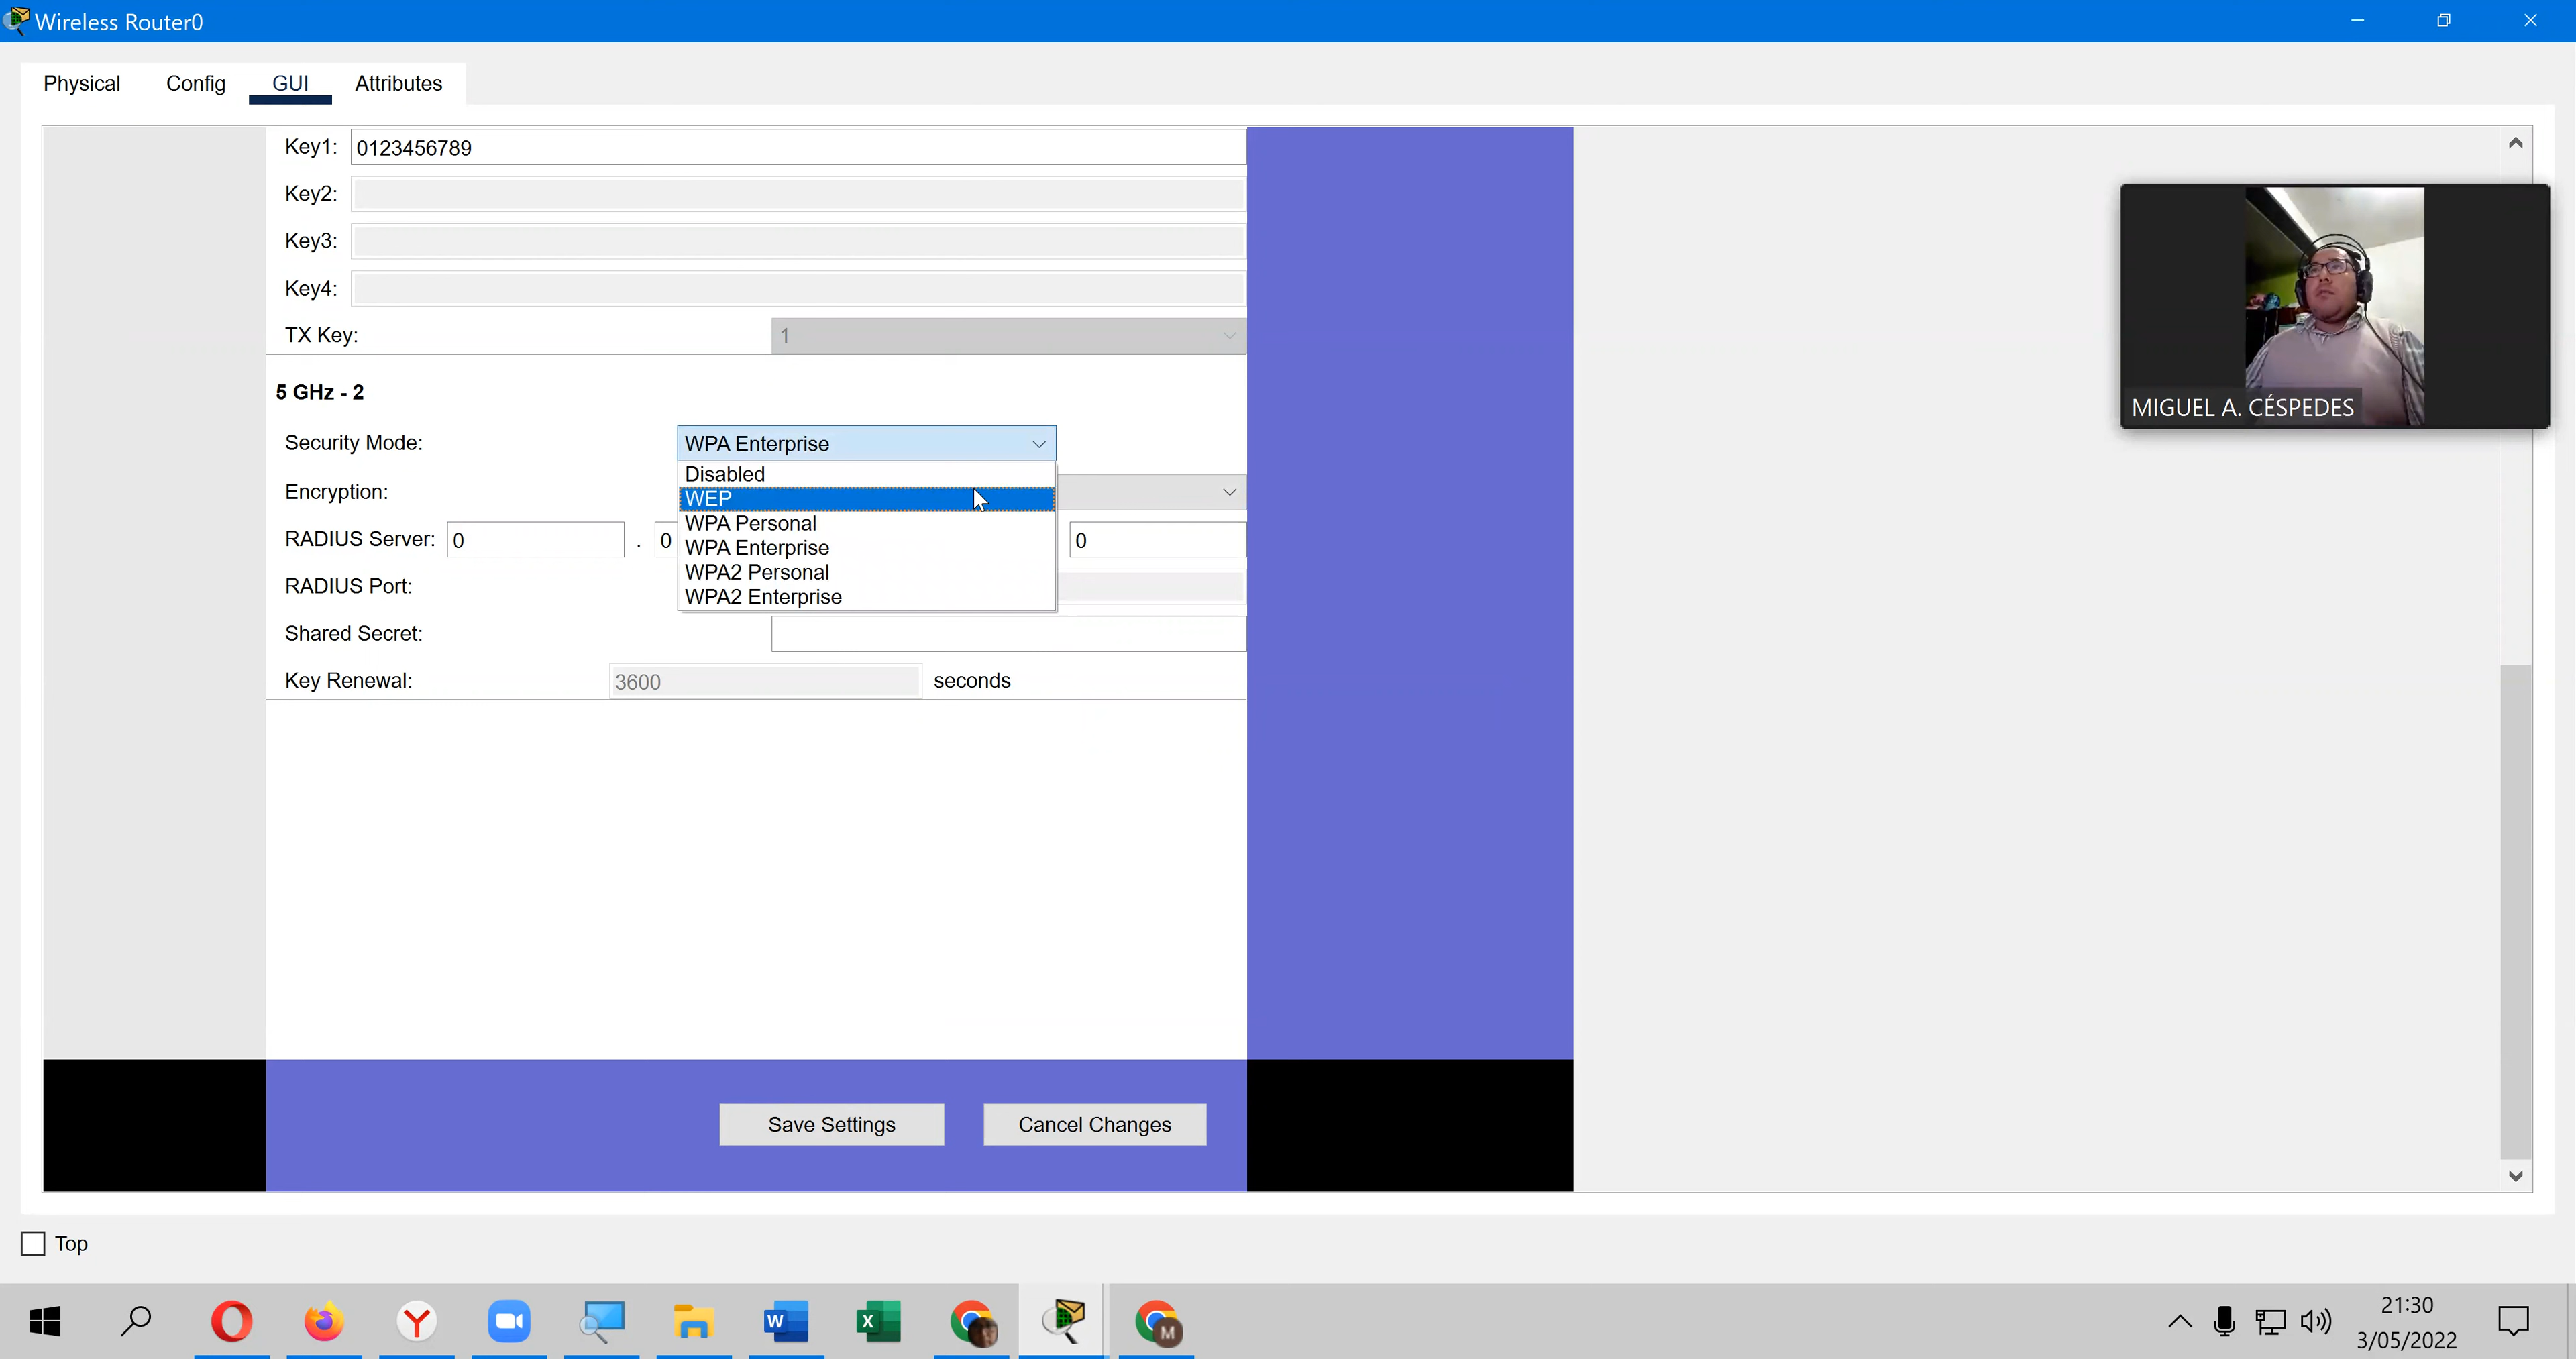 Wireless Router0
Physical Config GUI Attributes
Key1: 0123456789
Key2:
Key3:
Key4:
TX Key: 1
5 GHz - 2
Security Mode: WPA Enterprise
Disabled
Encryption:
WEP
WPA Personal
RADIUS Server: 0 . 0 0
WPA Enterprise
WPA2 Personal
RADIUS Port:
WPA2 Enterprise
Shared Secret:
Key Renewal: 3600 seconds
MIGUEL A. CÉSPEDES
Save Settings Cancel Changes
Top
W X M
21:30
3/05/2022